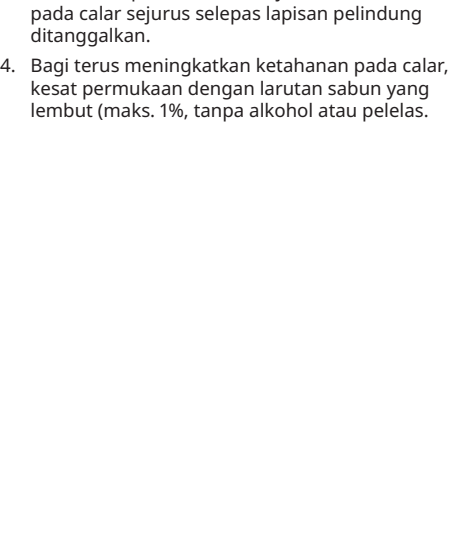 pada calar sejurus selepas lapisan pelindung
ditanggalkan.
4. Bagi terus meningkatkan ketahanan pada calar,
kesat permukaan dengan larutan sabun yang
lembut (maks. 1%, tanpa alkohol atau pelelas.